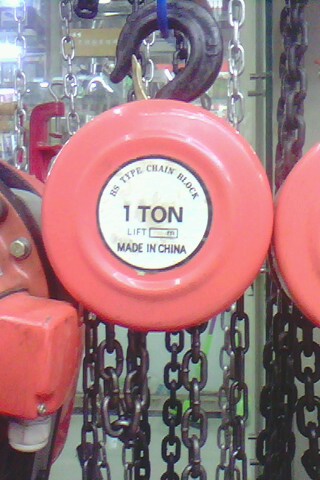 HS TYPE CHAIN BLOCK
1 TON
LIFT m
MADE IN CHINA